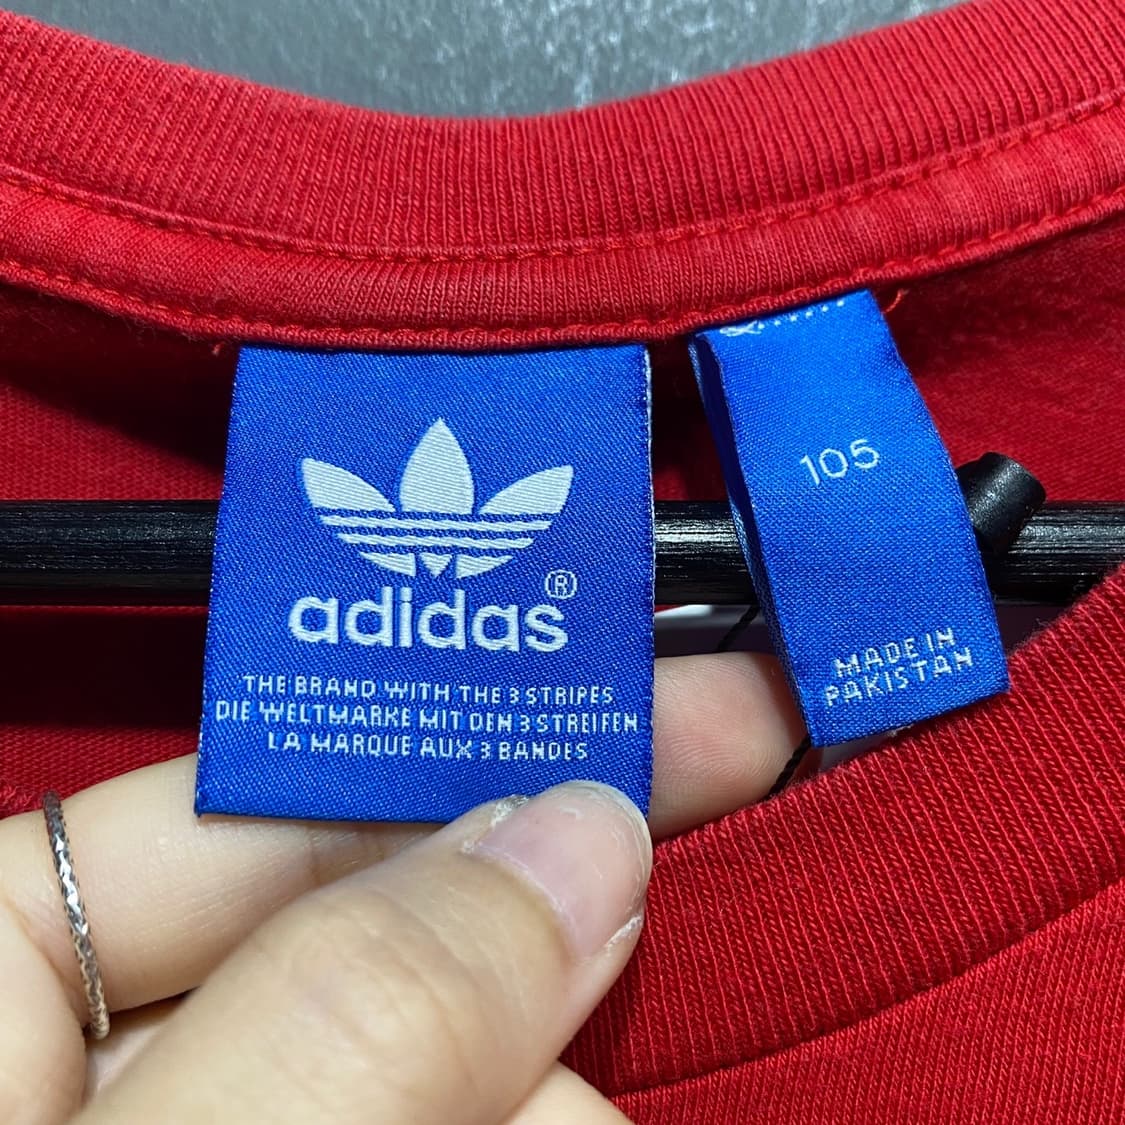 adidas®
THE BRAND WITH THE 3 STRIPES
DIE WELTMARKE MIT DEN 3 STREIFEN
LA MARQUE AUX 3 BANDES
105
MADE IN
PAKISTAN